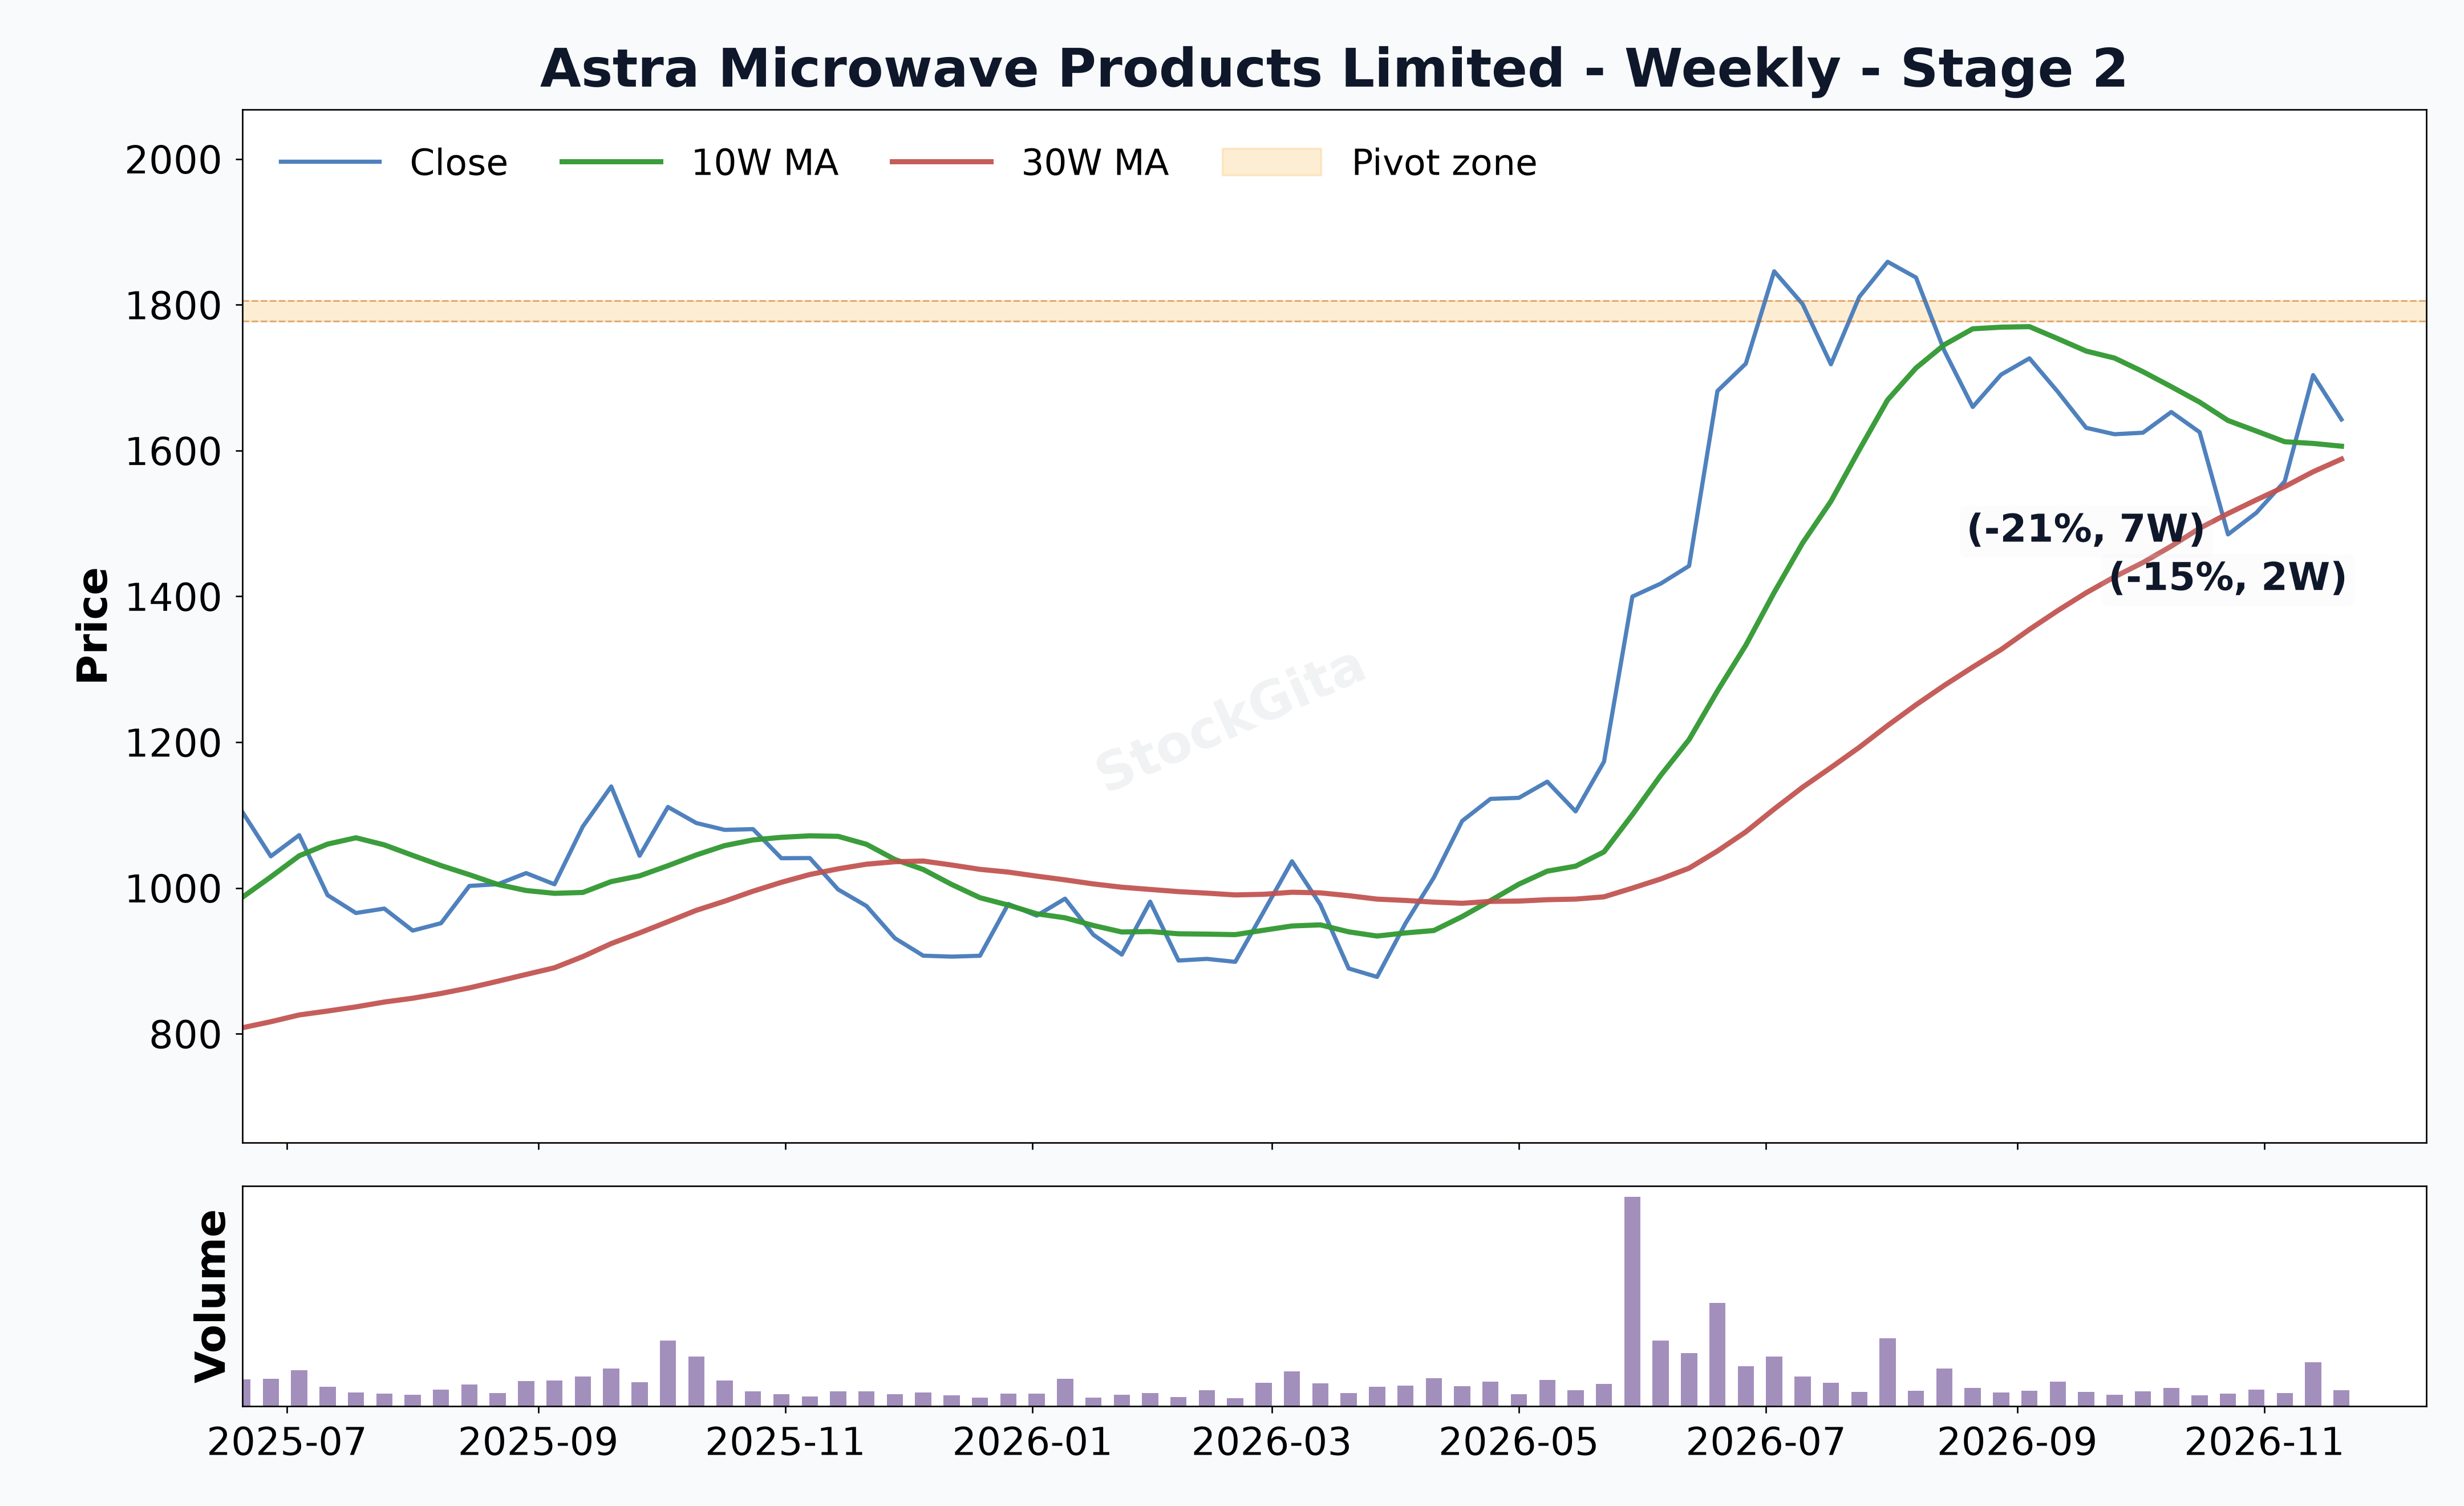 Astra Microwave Products Limited - Weekly - Stage 2
Close 10W MA 30W MA Pivot zone
2000
1800
1600
1400
1200
1000
800
Price
(-21%, 7W)
(-15%, 2W)
StockGita
Volume
2025-07 2025-09 2025-11 2026-01 2026-03 2026-05 2026-07 2026-09 2026-11